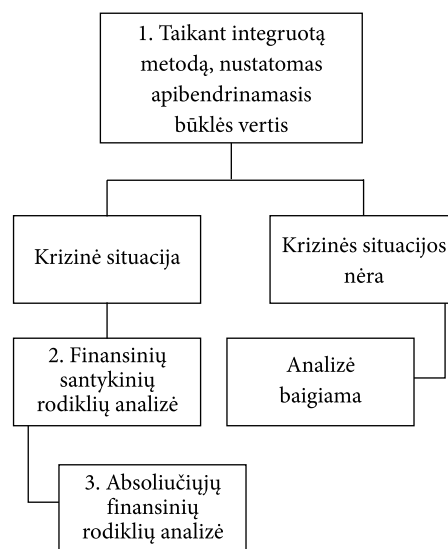 1. Taikant integruotą
metodą, nustatomas
apibendrinamasis
būklės vertis
Krizinė situacija
Krizinės situacijos
nėra
2. Finansinių
santykinių
rodiklių analizė
Analizė
baigiama
3. Absoliučiųjų
finansinių
rodiklių analizė